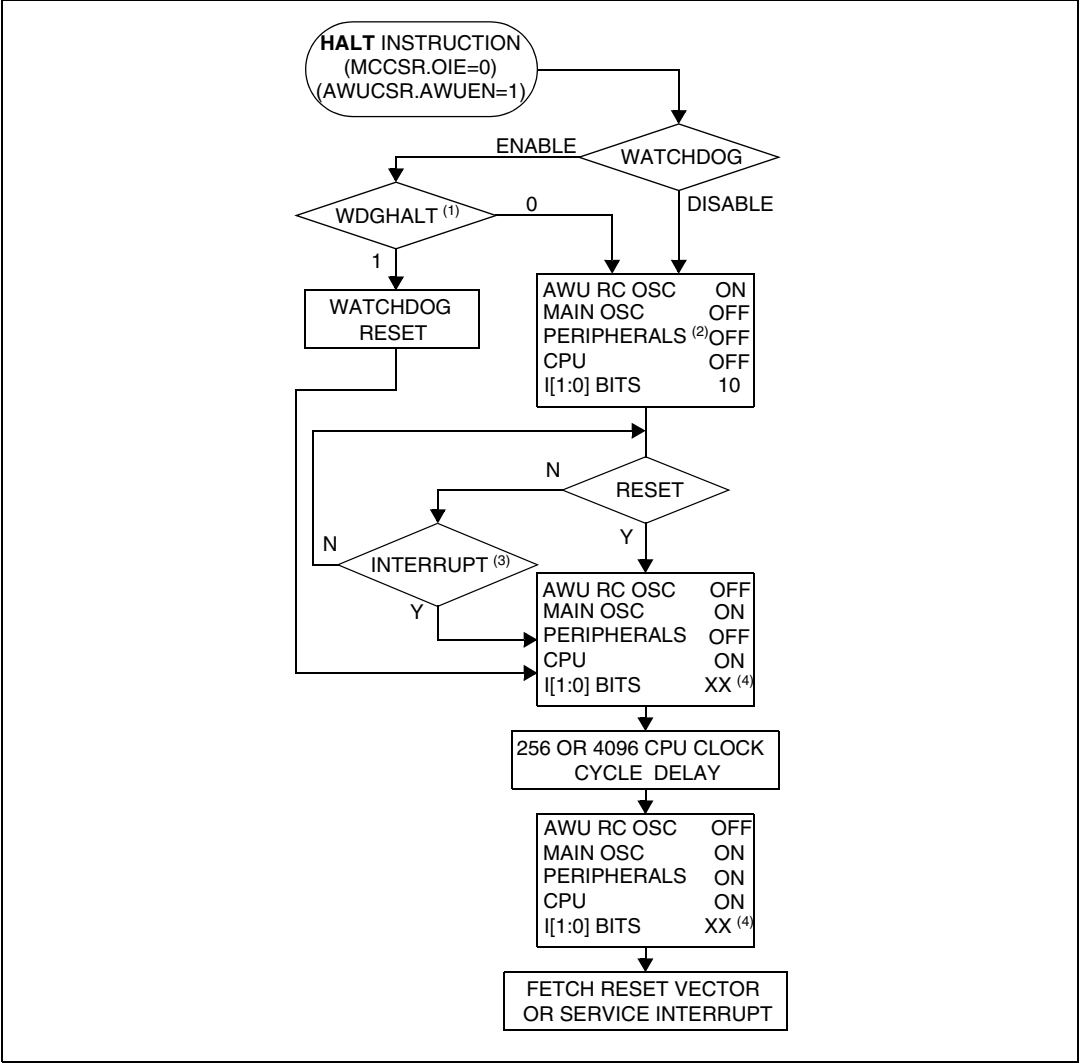 HALT INSTRUCTION
(MCCSR.OIE=0)
(AWUCSR.AWUEN=1)
ENABLE
WATCHDOG
WDGHALT (1)
0
DISABLE
1
WATCHDOG
RESET
AWU RC OSC ON
MAIN OSC OFF
PERIPHERALS (2) OFF
CPU OFF
I[1:0] BITS 10
N
RESET
Y
N
INTERRUPT (3)
Y
AWU RC OSC OFF
MAIN OSC ON
PERIPHERALS OFF
CPU ON
I[1:0] BITS XX (4)
256 OR 4096 CPU CLOCK
CYCLE DELAY
AWU RC OSC OFF
MAIN OSC ON
PERIPHERALS ON
CPU ON
I[1:0] BITS XX (4)
FETCH RESET VECTOR
OR SERVICE INTERRUPT